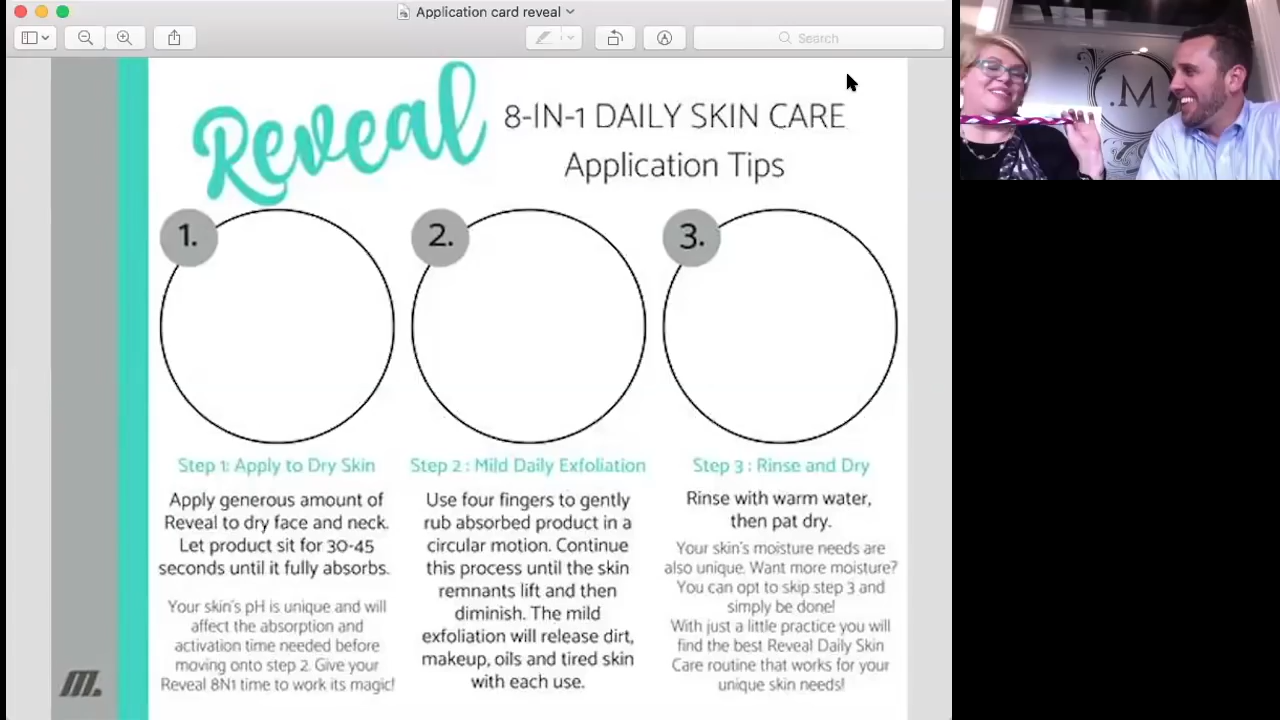 Application card reveal
Search
Reveal
8-IN-1 DAILY SKIN CARE
Application Tips
1.
2.
3.
Step 1: Apply to Dry Skin
Apply generous amount of
Reveal to dry face and neck.
Let product sit for 30-45
seconds until it fully absorbs.
Your skin's pH is unique and will
affect the absorption and
activation time needed before
moving onto step 2. Give your
Reveal 8N1 time to work its magic!
Step 2 : Mild Daily Exfoliation
Use four fingers to gently
rub absorbed product in a
circular motion. Continue
this process until the skin
remnants lift and then
diminish. The mild
exfoliation will release dirt,
makeup, oils and tired skin
with each use.
Step 3 : Rinse and Dry
Rinse with warm water,
then pat dry.
Your skin's moisture needs are
also unique. Want more moisture?
You can opt to skip step 3 and
simply be done!
With just a little practice you will
find the best Reveal Daily Skin
Care routine that works for your
unique skin needs!
M.
.M